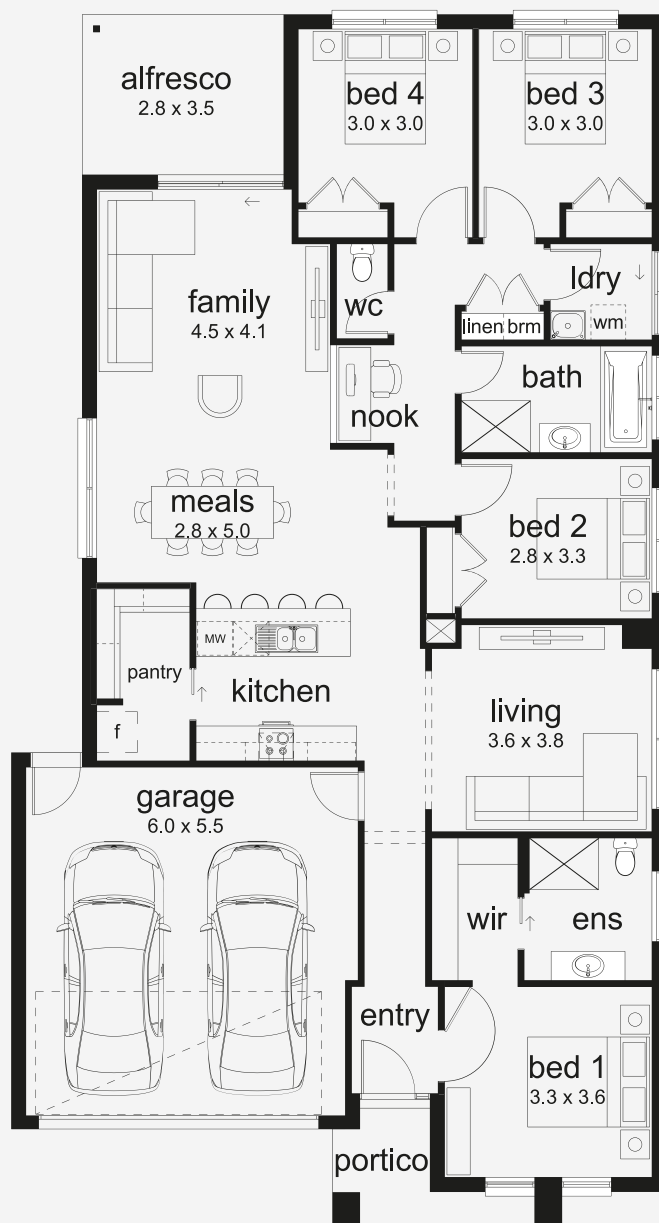 alfresco
2.8 x 3.5
bed 4
3.0 x 3.0
bed 3
3.0 x 3.0
family
4.5 x 4.1
wc
ldry
linen brm
wm
nook
bath
meals
2.8 x 5.0
bed 2
2.8 x 3.3
MW
pantry
kitchen
f
living
3.6 x 3.8
garage
6.0 x 5.5
wir
ens
entry
bed 1
3.3 x 3.6
portico